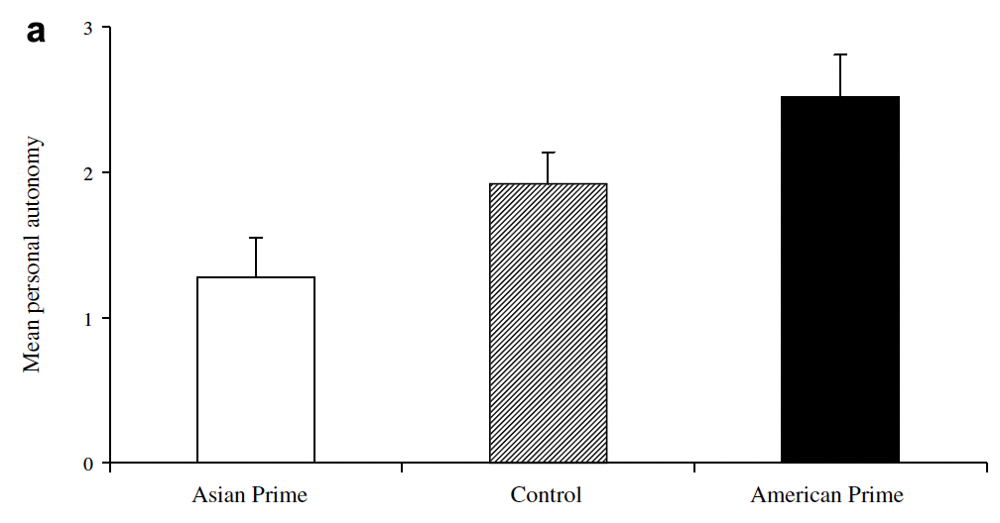 a
3
2
1
0
Mean personal autonomy
Asian Prime
Control
American Prime